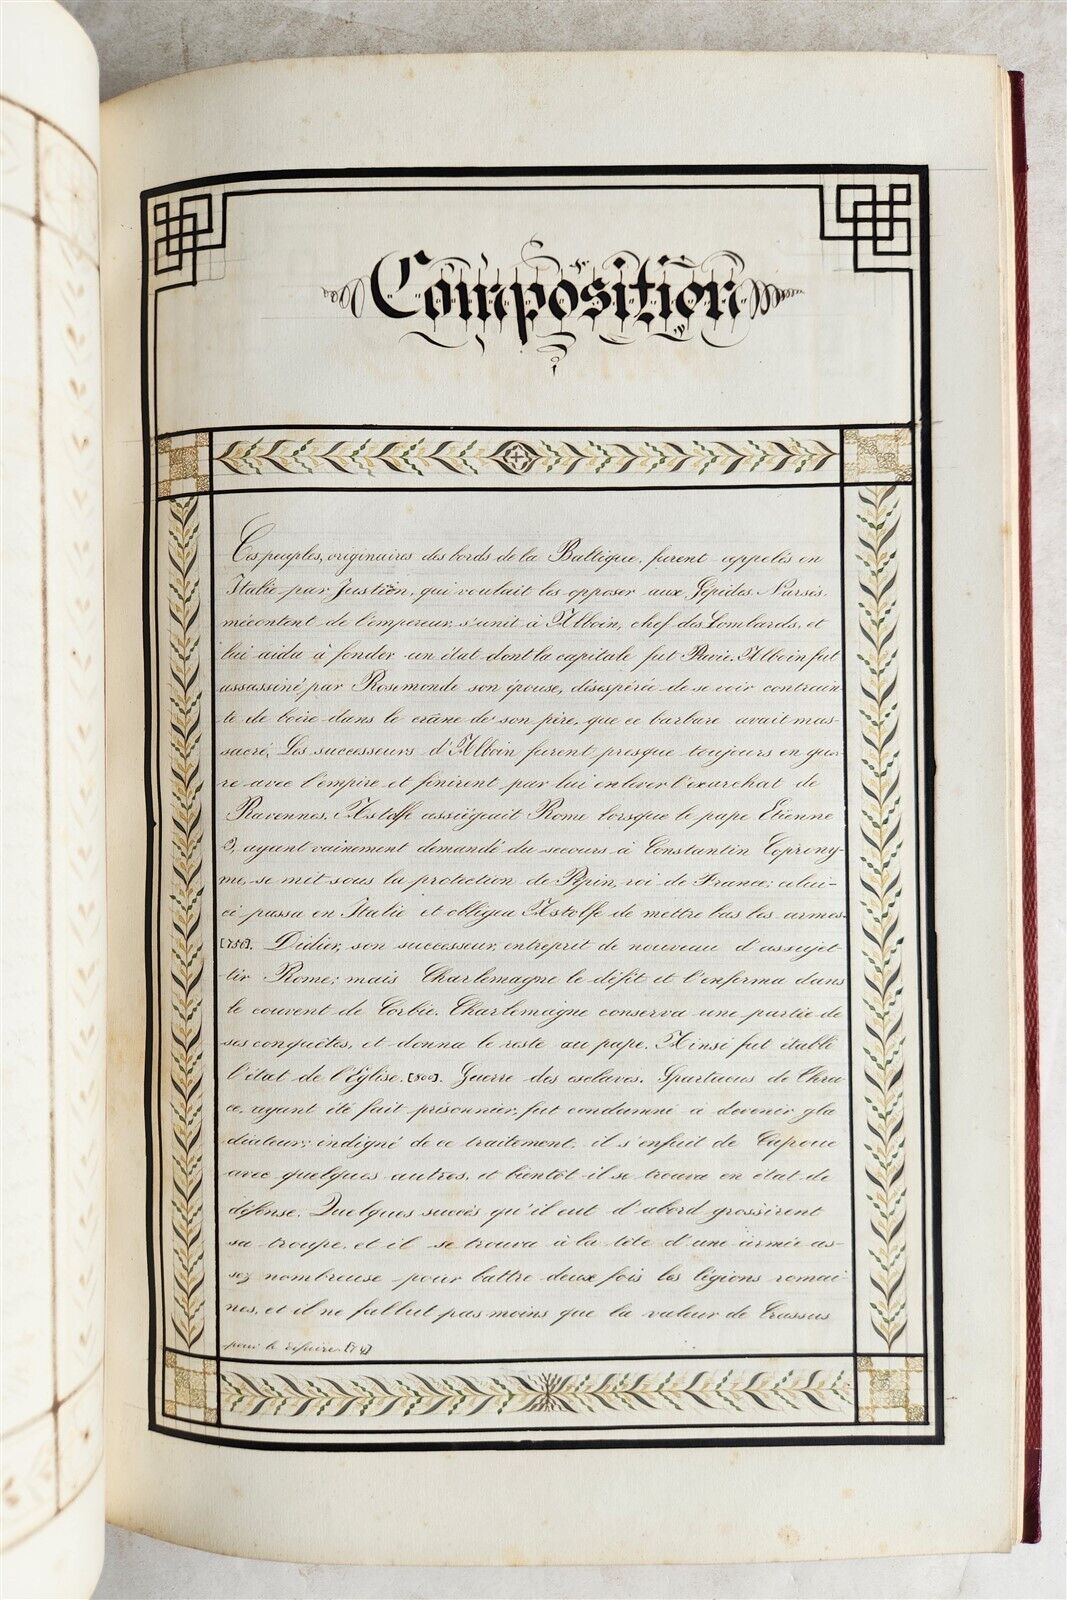 Composition
Ces peuples, originaires des bords de la Baltique, furent appelés en
Italie par Justien, qui voulait les opposer aux Gépides. Narsès
mécontent de l'empereur, s'unit à Alboin, chef des Lombards, et
lui aida à fonder un état dont la capitale fut Pavie. Alboin fut
assassiné par Rosemonde son épouse, désespérée de se voir contrain-
te de boire dans le crâne de son père, que ce barbare avait mas-
sacré. Les successeurs d'Alboin furent presque toujours en guer-
re avec l'empire et finirent par lui enlever l'exarchat de
Ravennes. Astolfe assiégeait Rome lorsque le pape Etienne
3, ayant vainement demandé du secours à Constantin Coprony-
me, se mit sous la protection de Pépin, roi de France; celui-
ci passa en Italie et obligea Astolfe de mettre bas les armes
[756]. Didier, son successeur, entreprit de nouveau d'assujet-
tir Rome; mais Charlemagne le défit et l'enferma dans
le couvent de Corbie. Charlemaigne conserva une partie de
ses conquêtes, et donna le reste au pape. Ainsi fut établi
l'état de l'Eglise. [800]. Guerre des esclaves. Spartacus de Thra-
ce, ayant été fait prisonnier, fut condamné à devenir gla
diateur; indigné de ce traitement, il s'enfuit de Capoue
avec quelques autres, et bientôt il se trouva en état de
défense. Quelques succès qu'il eut d'abord grossirent
sa troupe, et il se trouva à la tête d'une armée as-
sez nombreuse pour battre deux fois les légions romai
nes, et il ne fallut pas moins que la valeur de Crassus
pour le défaire. [71]